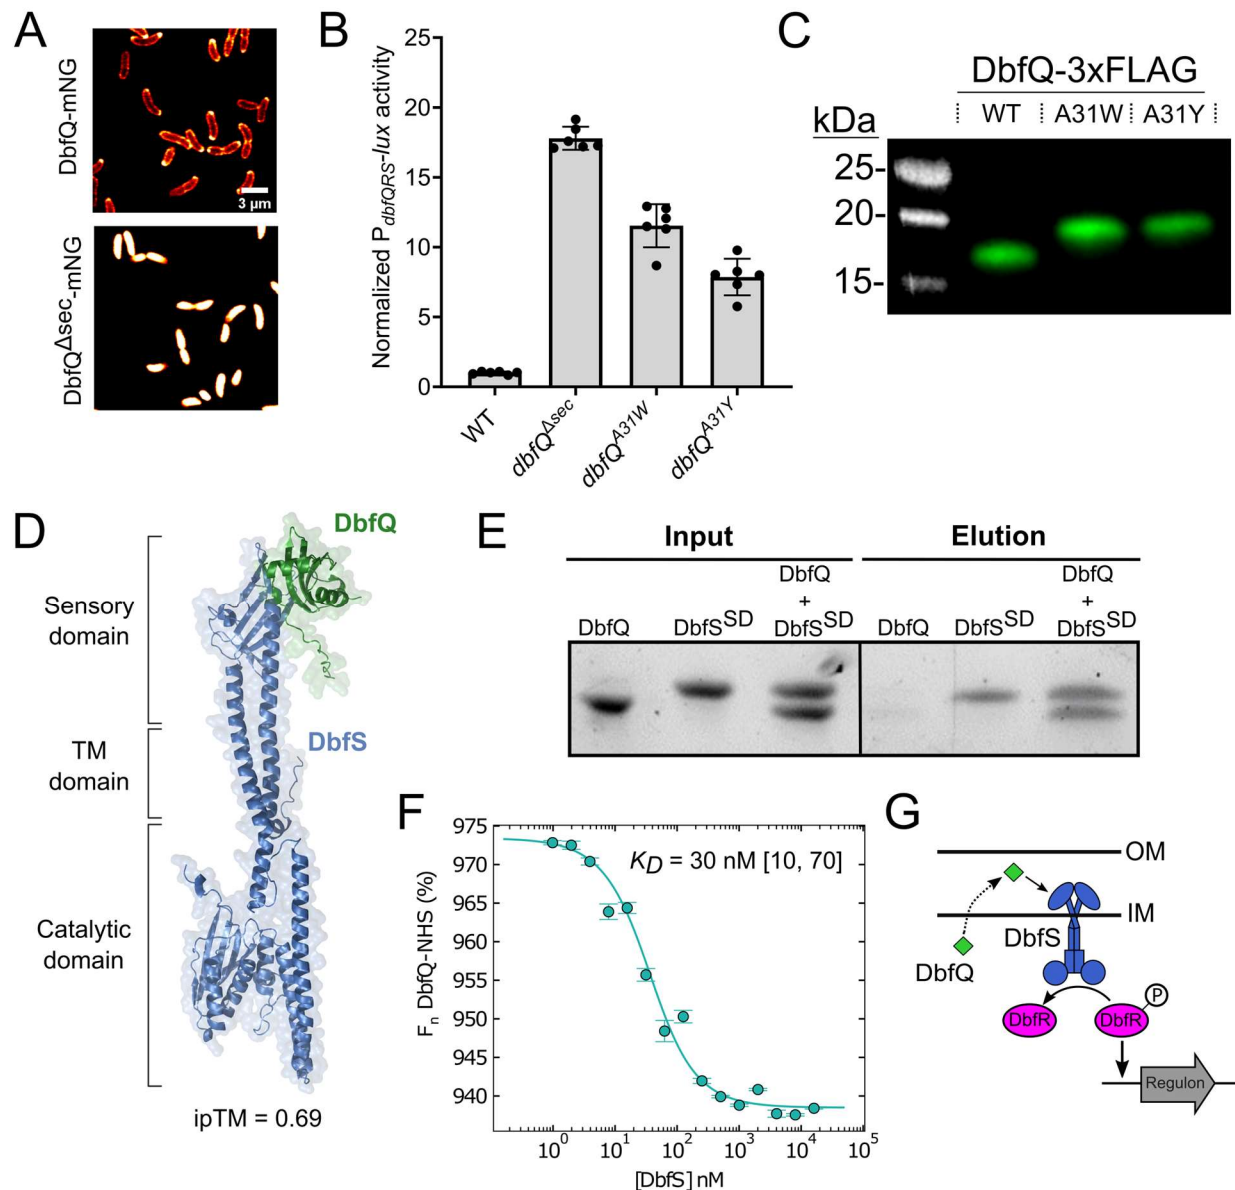 A
DbfQ-mNG
3 µm
DbfQ^Δsec-mNG
B
Normalized P_dbfQRS-lux activity
25
20
15
10
5
0
WT
dbfQ^Δsec
dbfQ^A31W
dbfQ^A31Y
C
DbfQ-3xFLAG
kDa
WT
A31W
A31Y
25-
20-
15-
D
DbfQ
Sensory
domain
DbfS
TM
domain
Catalytic
domain
ipTM = 0.69
E
Input
Elution
DbfQ
DbfS^SD
DbfQ
+
DbfS^SD
DbfQ
DbfS^SD
DbfQ
+
DbfS^SD
F
F_n DbfQ-NHS (%)
975
970
965
960
955
950
945
940
K_D = 30 nM [10, 70]
10^0
10^1
10^2
10^3
10^4
10^5
[DbfS] nM
G
OM
IM
DbfS
DbfQ
P
DbfR
DbfR
Regulon